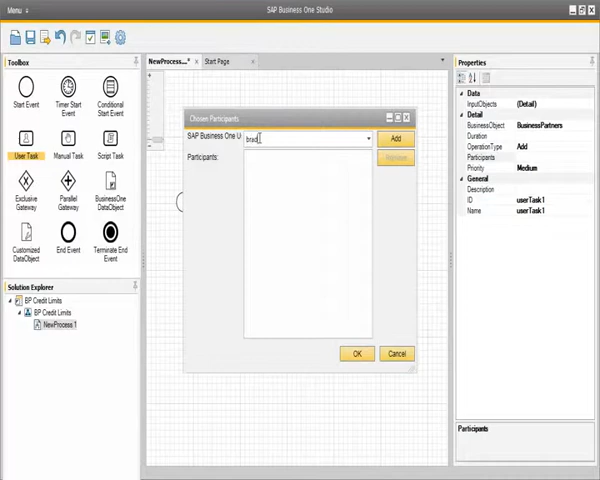 Menu
SAP Business One Studio
Toolbox
NewProcess....* ×
Start Page ×
Properties
Start Event
Timer Start Event
Conditional Start Event
User Task
Manual Task
Script Task
Exclusive Gateway
Parallel Gateway
BusinessOne DataObject
Customized DataObject
End Event
Terminate End Event
Solution Explorer
BP Credit Limits
BP Credit Limits
NewProcess 1
Chosen Participants
SAP Business One U
brad
Add
Participants:
OK
Cancel
Data
InputObjects (Detail)
Detail
BusinessObject BusinessPartners
Duration
OperationType Add
Participants
Priority Medium
General
Description
ID userTask1
Name userTask1
Participants